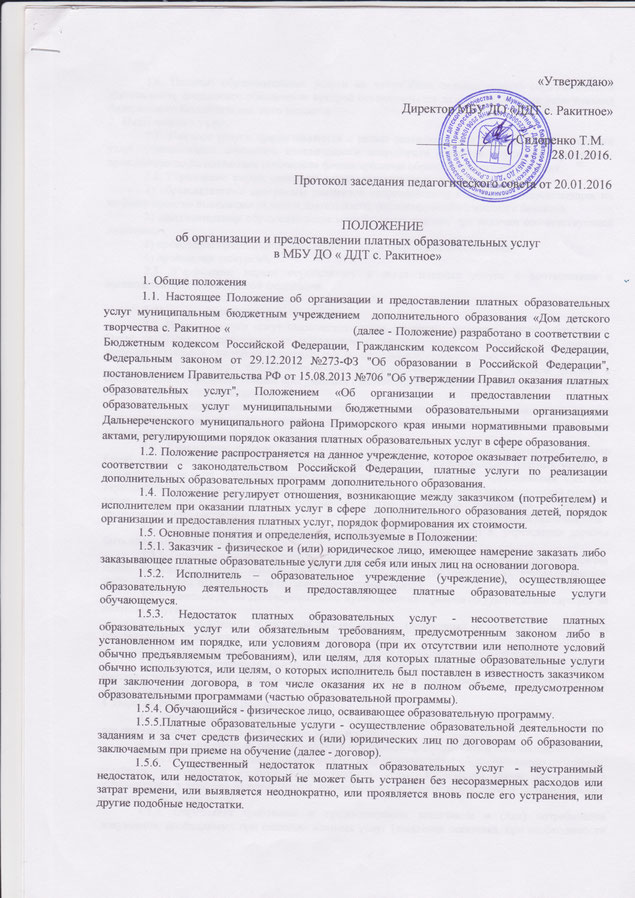 «Утверждаю»
Директор МБУ ДО «ДДТ с. Ракитное»
Сидоренко Т.М.
28.01.2016.
Протокол заседания педагогического совета от 20.01.2016
ПОЛОЖЕНИЕ
об организации и предоставлении платных образовательных услуг
в МБУ ДО « ДДТ с. Ракитное»
1. Общие положения
1.1. Настоящее Положение об организации и предоставлении платных образовательных
услуг муниципальным бюджетным учреждением дополнительного образования «Дом детского
творчества с. Ракитное « (далее - Положение) разработано в соответствии с
Бюджетным кодексом Российской Федерации, Гражданским кодексом Российской Федерации,
Федеральным законом от 29.12.2012 №273-ФЗ "Об образовании в Российской Федерации",
постановлением Правительства РФ от 15.08.2013 №706 "Об утверждении Правил оказания платных
образовательных услуг", Положением «Об организации и предоставлении платных
образовательных услуг муниципальными бюджетными образовательными организациями
Дальнереченского муниципального района Приморского края иными нормативными правовыми
актами, регулирующими порядок оказания платных образовательных услуг в сфере образования.
1.2. Положение распространяется на данное учреждение, которое оказывает потребителю, в
соответствии с законодательством Российской Федерации, платные услуги по реализации
дополнительных образовательных программ дополнительного образования.
1.4. Положение регулирует отношения, возникающие между заказчиком (потребителем) и
исполнителем при оказании платных услуг в сфере дополнительного образования детей, порядок
организации и предоставления платных услуг, порядок формирования их стоимости.
1.5. Основные понятия и определения, используемые в Положении:
1.5.1. Заказчик - физическое и (или) юридическое лицо, имеющее намерение заказать либо
заказывающее платные образовательные услуги для себя или иных лиц на основании договора.
1.5.2. Исполнитель – образовательное учреждение (учреждение), осуществляющее
образовательную деятельность и предоставляющее платные образовательные услуги
обучающемуся.
1.5.3. Недостаток платных образовательных услуг - несоответствие платных
образовательных услуг или обязательным требованиям, предусмотренным законом либо в
установленном им порядке, или условиям договора (при их отсутствии или неполноте условий
обычно предъявляемым требованиям), или целям, для которых платные образовательные услуги
обычно используются, или целям, о которых исполнитель был поставлен в известность заказчиком
при заключении договора, в том числе оказания их не в полном объеме, предусмотренном
образовательными программами (частью образовательной программы).
1.5.4. Обучающийся - физическое лицо, осваивающее образовательную программу.
1.5.5.Платные образовательные услуги - осуществление образовательной деятельности по
заданиям и за счет средств физических и (или) юридических лиц по договорам об образовании,
заключаемым при приеме на обучение (далее - договор).
1.5.6. Существенный недостаток платных образовательных услуг - неустранимый
недостаток, или недостаток, который не может быть устранен без несоразмерных расходов или
затрат времени, или выявляется неоднократно, или проявляется вновь после его устранения, или
другие подобные недостатки.